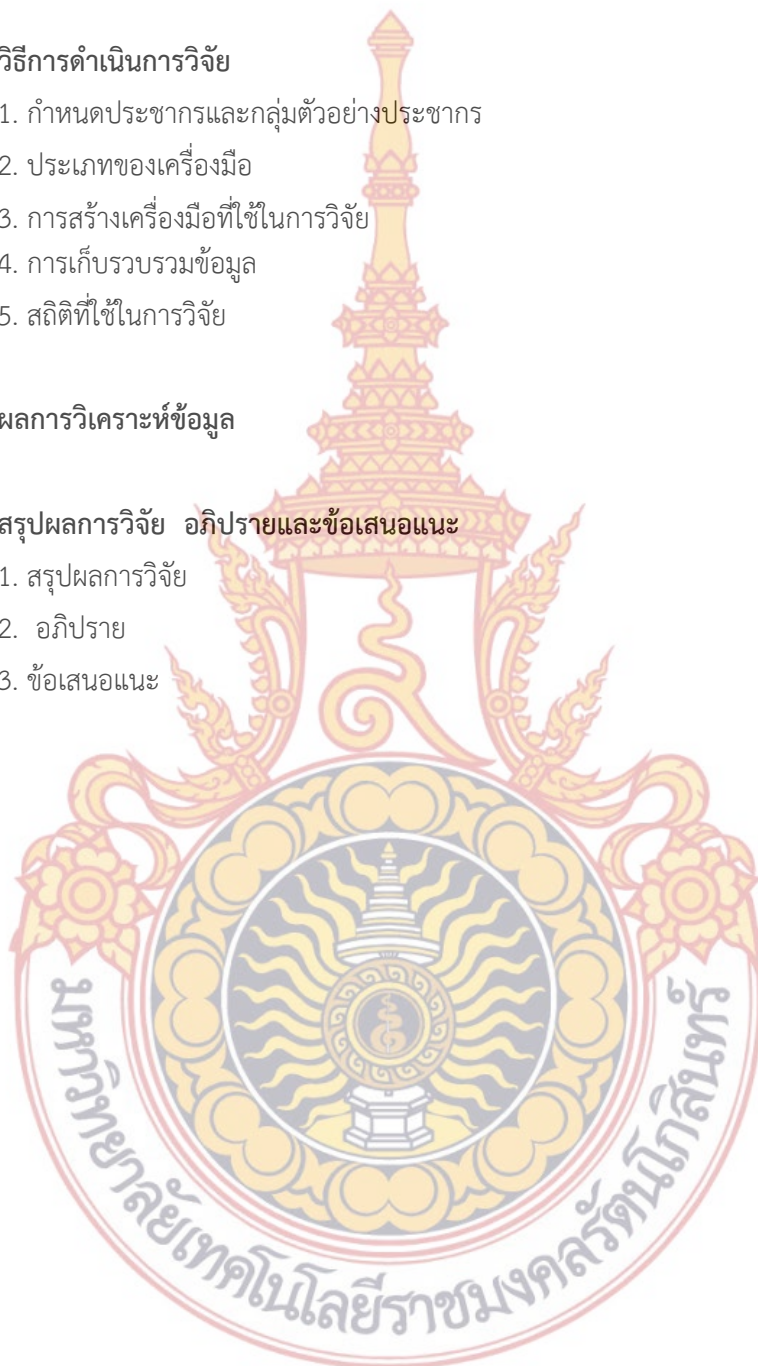 วิธีการดำเนินการวิจัย
1. กำหนดประชากรและกลุ่มตัวอย่างประชากร
2. ประเภทของเครื่องมือ
3. การสร้างเครื่องมือที่ใช้ในการวิจัย
4. การเก็บรวบรวมข้อมูล
5. สถิติที่ใช้ในการวิจัย
ผลการวิเคราะห์ข้อมูล
สรุปผลการวิจัย อภิปรายและข้อเสนอแนะ
1. สรุปผลการวิจัย
2. อภิปราย
3. ข้อเสนอแนะ
มหาวิทยาลัยเทคโนโลยีราชมงคลรัตนโกสินทร์